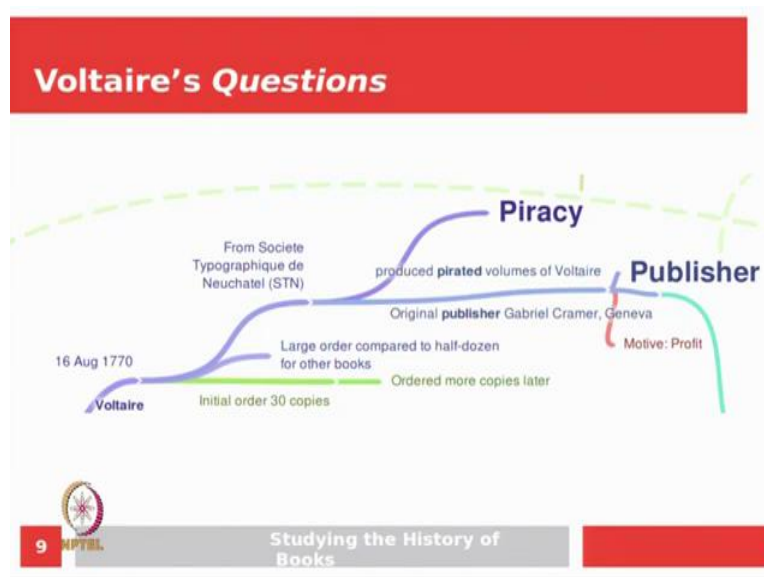 Voltaire's Questions
Piracy
From Societe
Typographique de
Neuchatel (STN)
produced pirated volumes of Voltaire
Publisher
Original publisher Gabriel Cramer, Geneva
Motive: Profit
Large order compared to half-dozen
for other books
16 Aug 1770
Ordered more copies later
Voltaire
Initial order 30 copies
9
NPTEL
Studying the History of
Books